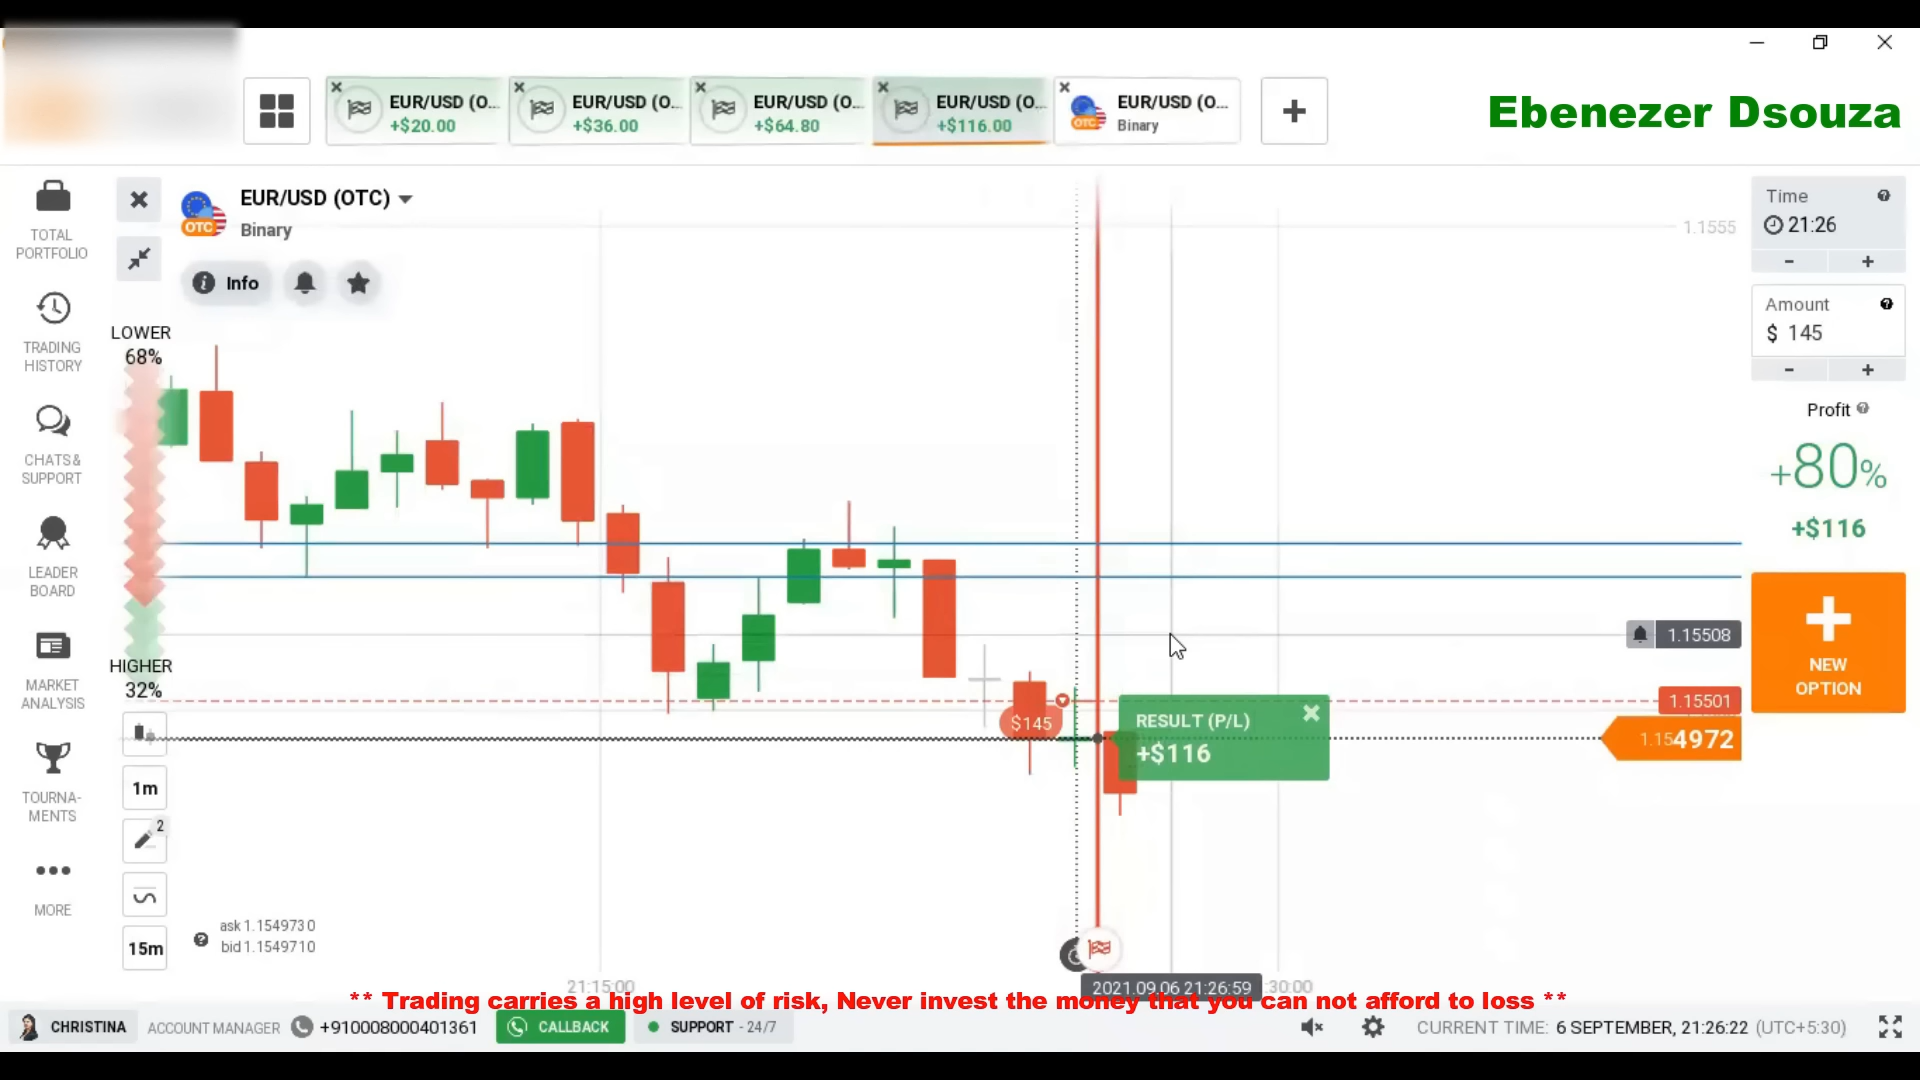 EUR/USD (O...
+$20.00
EUR/USD (O...
+$36.00
EUR/USD (O...
+$64.80
EUR/USD (O...
+$116.00
OTC
EUR/USD (O...
Binary
Ebenezer Dsouza
TOTAL
PORTFOLIO
TRADING
HISTORY
CHATS &
SUPPORT
LEADER
BOARD
MARKET
ANALYSIS
TOURNA-
MENTS
MORE
OTC
EUR/USD (OTC)
Binary
Info
LOWER
68%
HIGHER
32%
1m
2
15m
ask 1.1549730
bid 1.1549710
1.1555
1.15508
1.15501
1.154972
$145
RESULT (P/L)
+$116
Time
21:26
- +
Amount
$ 145
- +
Profit
+80%
+$116
NEW
OPTION
21:15:00
2021.09.06 21:26:59
:30:00
** Trading carries a high level of risk, Never invest the money that you can not afford to loss **
CHRISTINA
ACCOUNT MANAGER
+910008000401361
CALLBACK
SUPPORT - 24/7
CURRENT TIME: 6 SEPTEMBER, 21:26:22 (UTC+5:30)